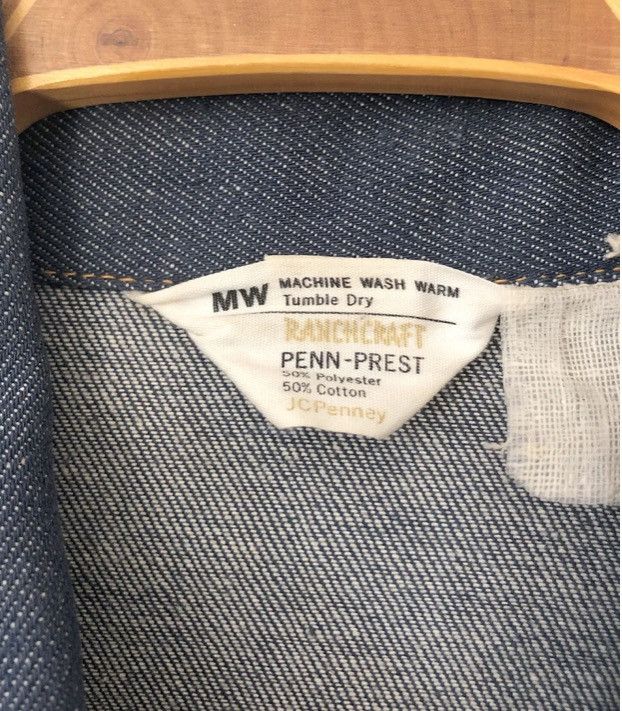 MW MACHINE WASH WARM
Tumble Dry
RANCHCRAFT
PENN-PREST
50% Polyester
50% Cotton
JCPenney